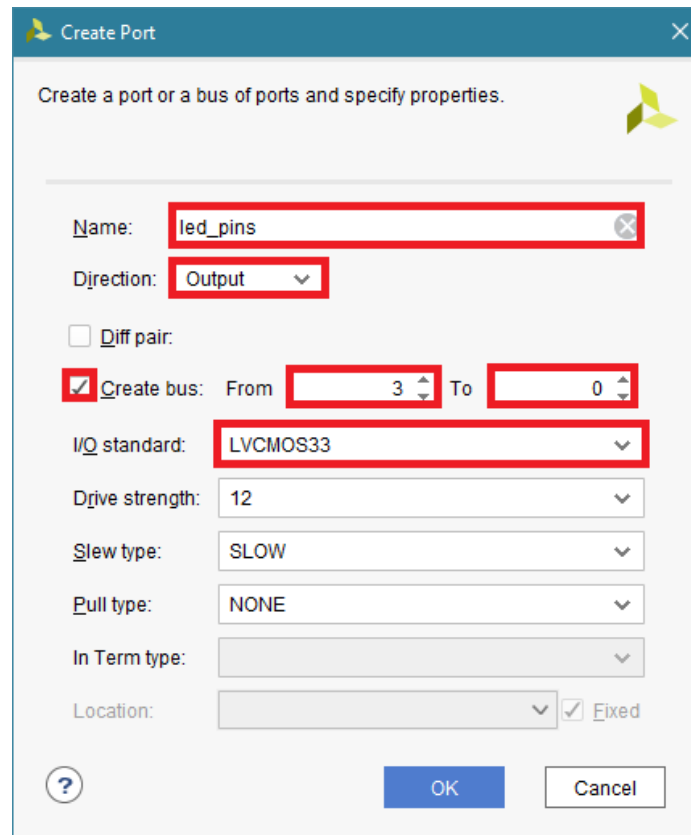 Create Port
Create a port or a bus of ports and specify properties.
Name: led_pins
Direction: Output
Diff pair:
Create bus: From 3 To 0
I/O standard: LVCMOS33
Drive strength: 12
Slew type: SLOW
Pull type: NONE
In Term type:
Location: Fixed
? OK Cancel